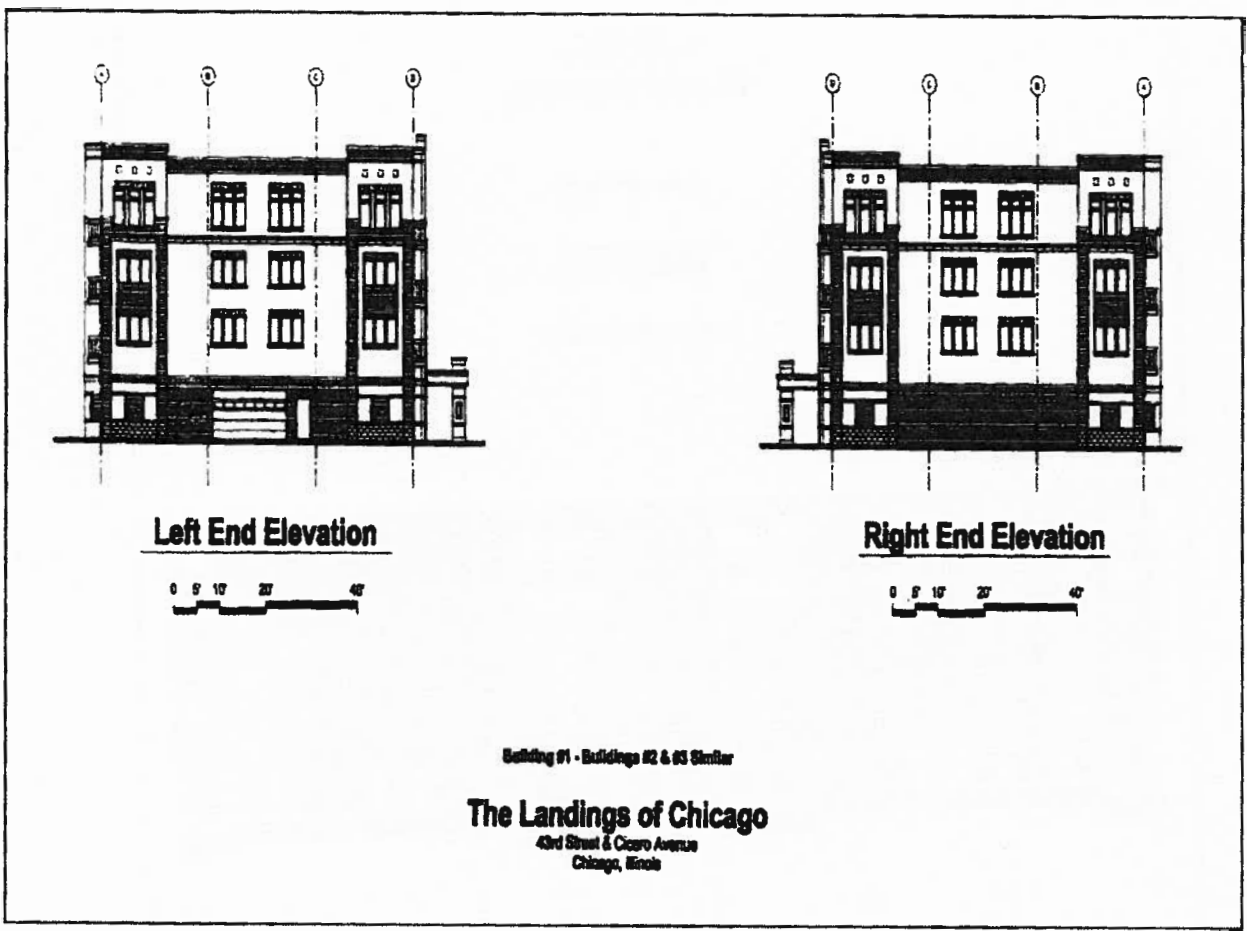 A B C D
D C B A
Left End Elevation
0 5' 10' 20' 40'
Right End Elevation
0 5' 10' 20' 40'
Building #1 - Buildings #2 & #3 Similar
The Landings of Chicago
43rd Street & Cicero Avenue
Chicago, Illinois